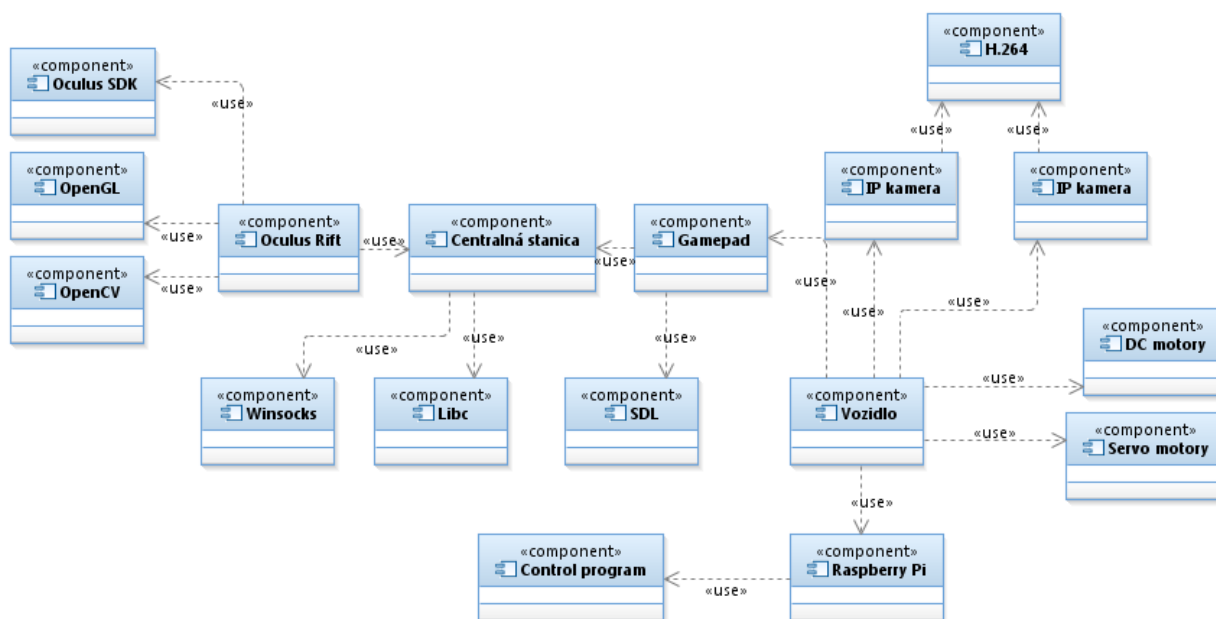 «component»
H.264
«component»
Oculus SDK
«use»
«use»
«use»
«component»
OpenGL
«component»
IP kamera
«component»
IP kamera
«use»
«component»
Oculus Rift
«use»
«component»
Centralná stanica
«use»
«component»
Gamepad
«component»
OpenCV
«use»
«use»
«use»
«use»
«use»
«use»
«use»
«component»
DC motory
«use»
«component»
Winsocks
«component»
Libc
«component»
SDL
«component»
Vozidlo
«use»
«component»
Servo motory
«use»
«component»
Control program
«use»
«component»
Raspberry Pi